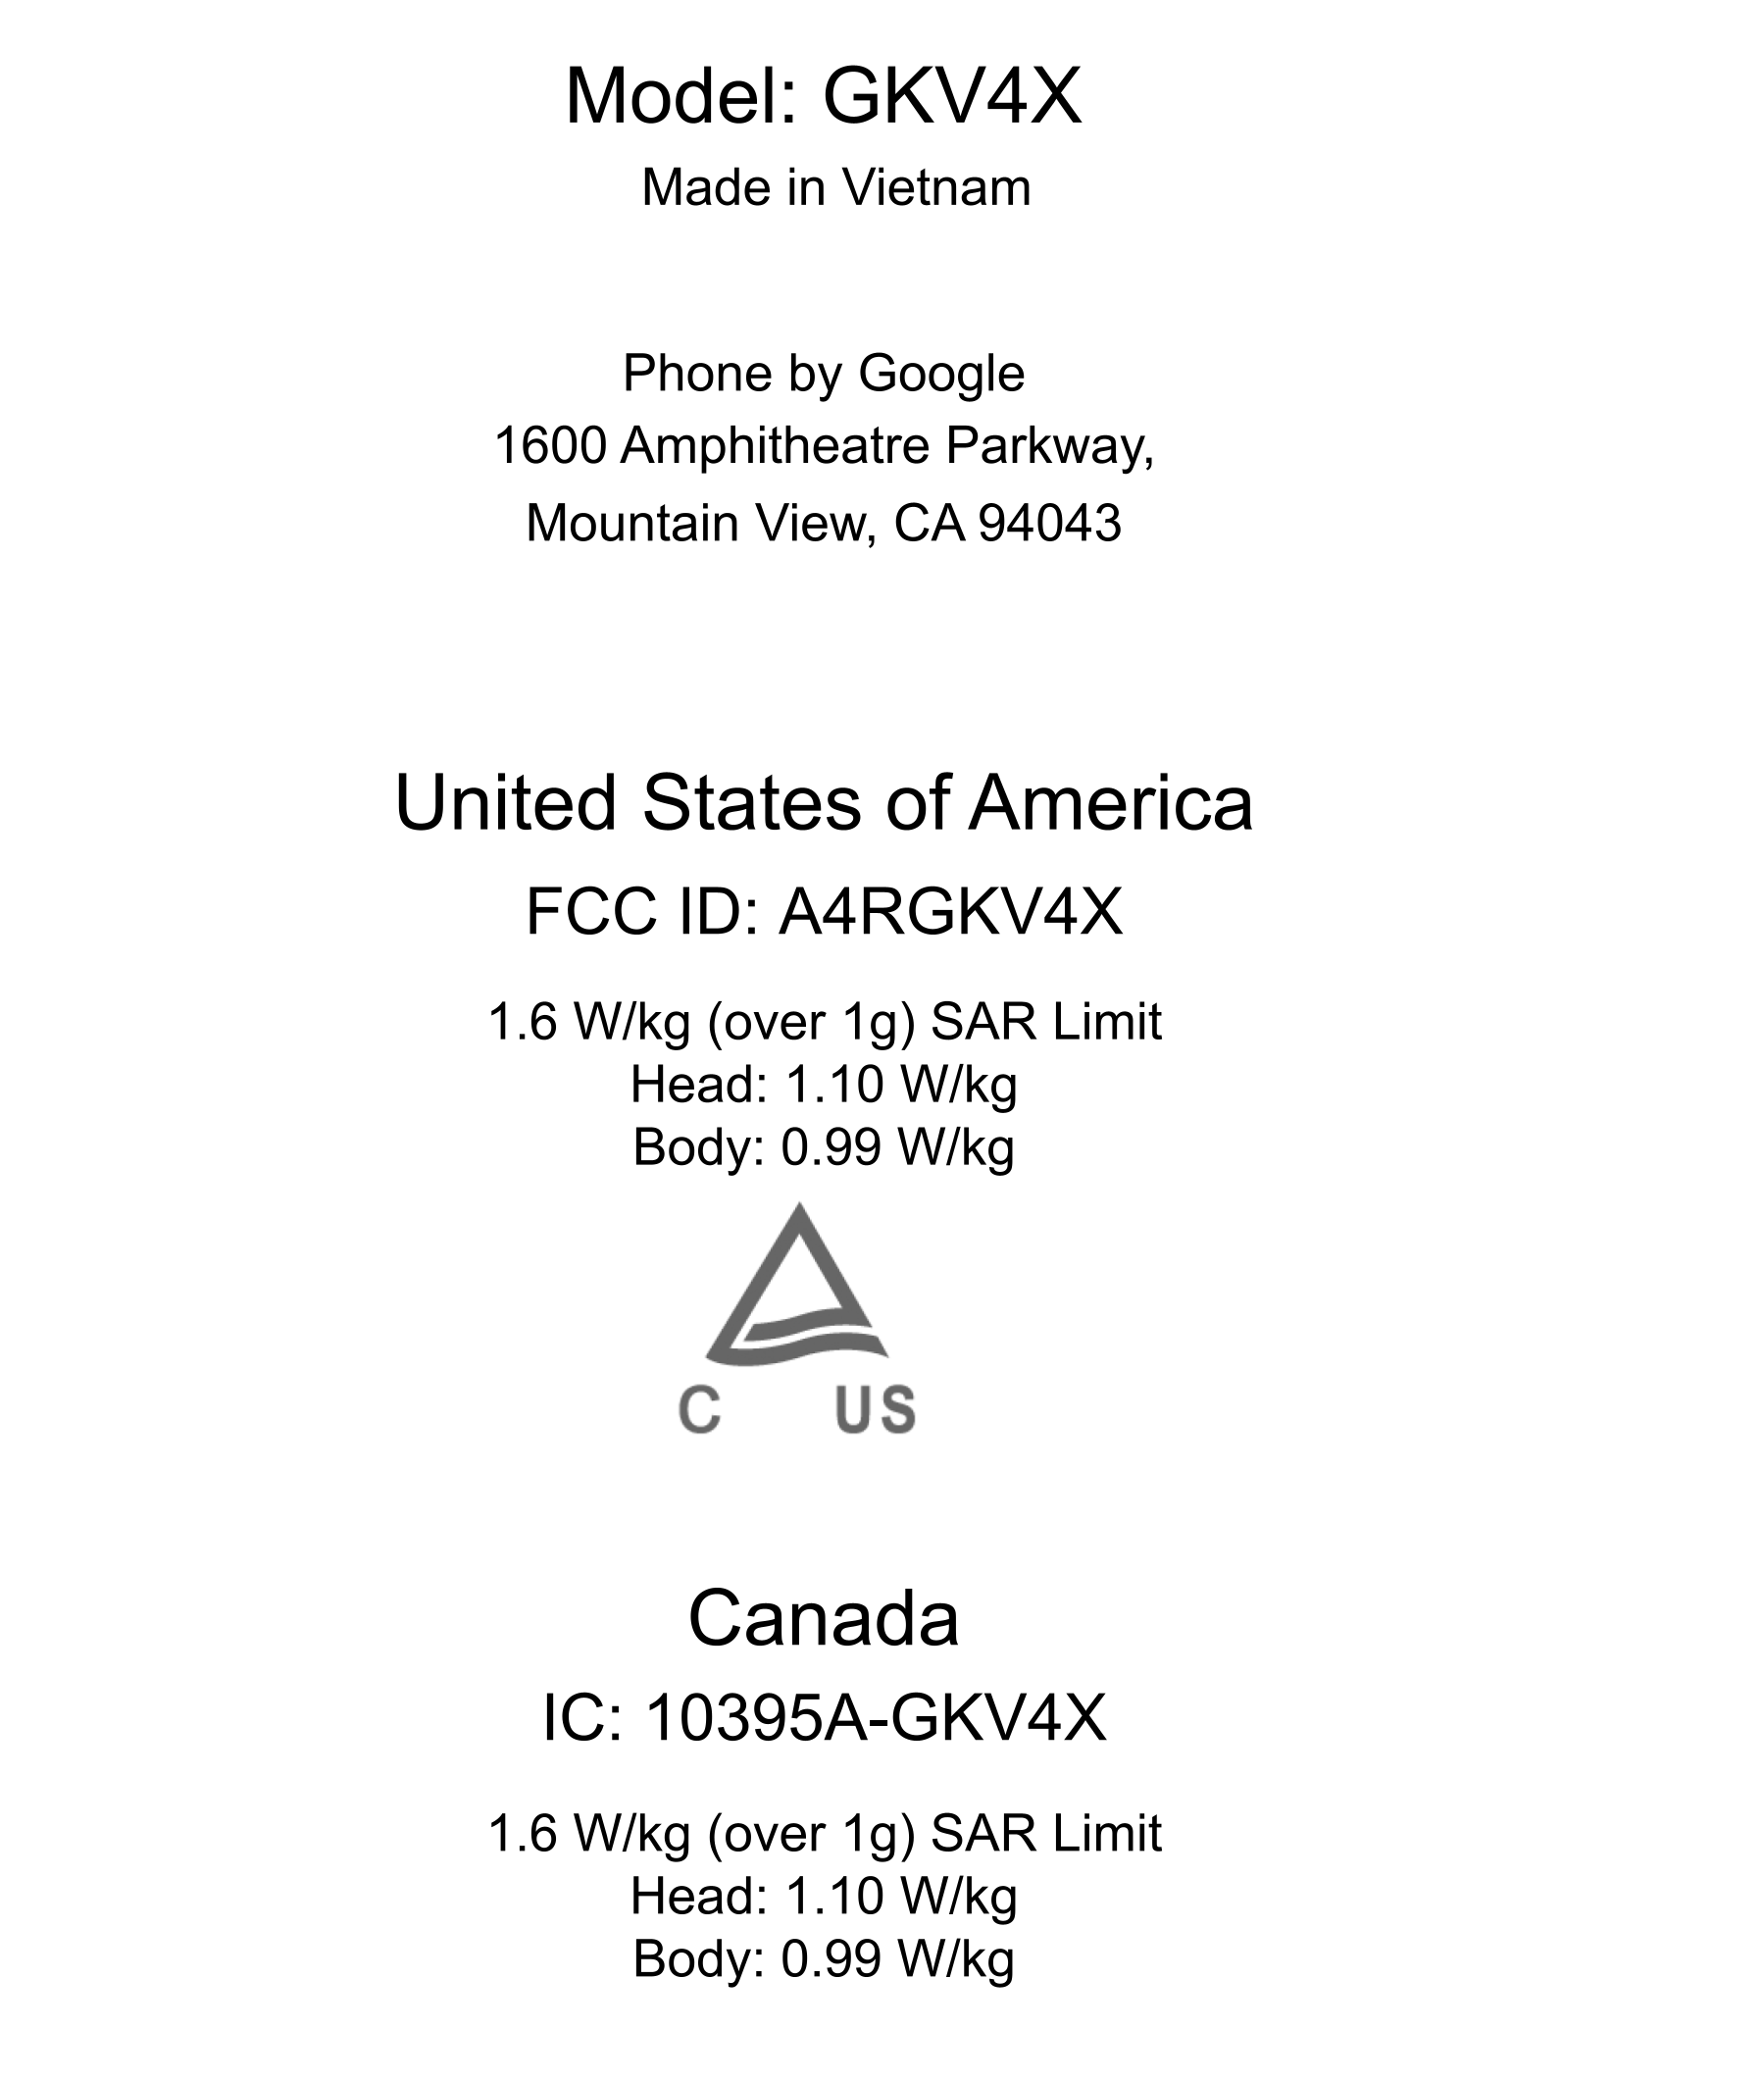 Model: GKV4X
Made in Vietnam
Phone by Google
1600 Amphitheatre Parkway,
Mountain View, CA 94043
United States of America
FCC ID: A4RGKV4X
1.6 W/kg (over 1g) SAR Limit
Head: 1.10 W/kg
Body: 0.99 W/kg
C US
Canada
IC: 10395A-GKV4X
1.6 W/kg (over 1g) SAR Limit
Head: 1.10 W/kg
Body: 0.99 W/kg